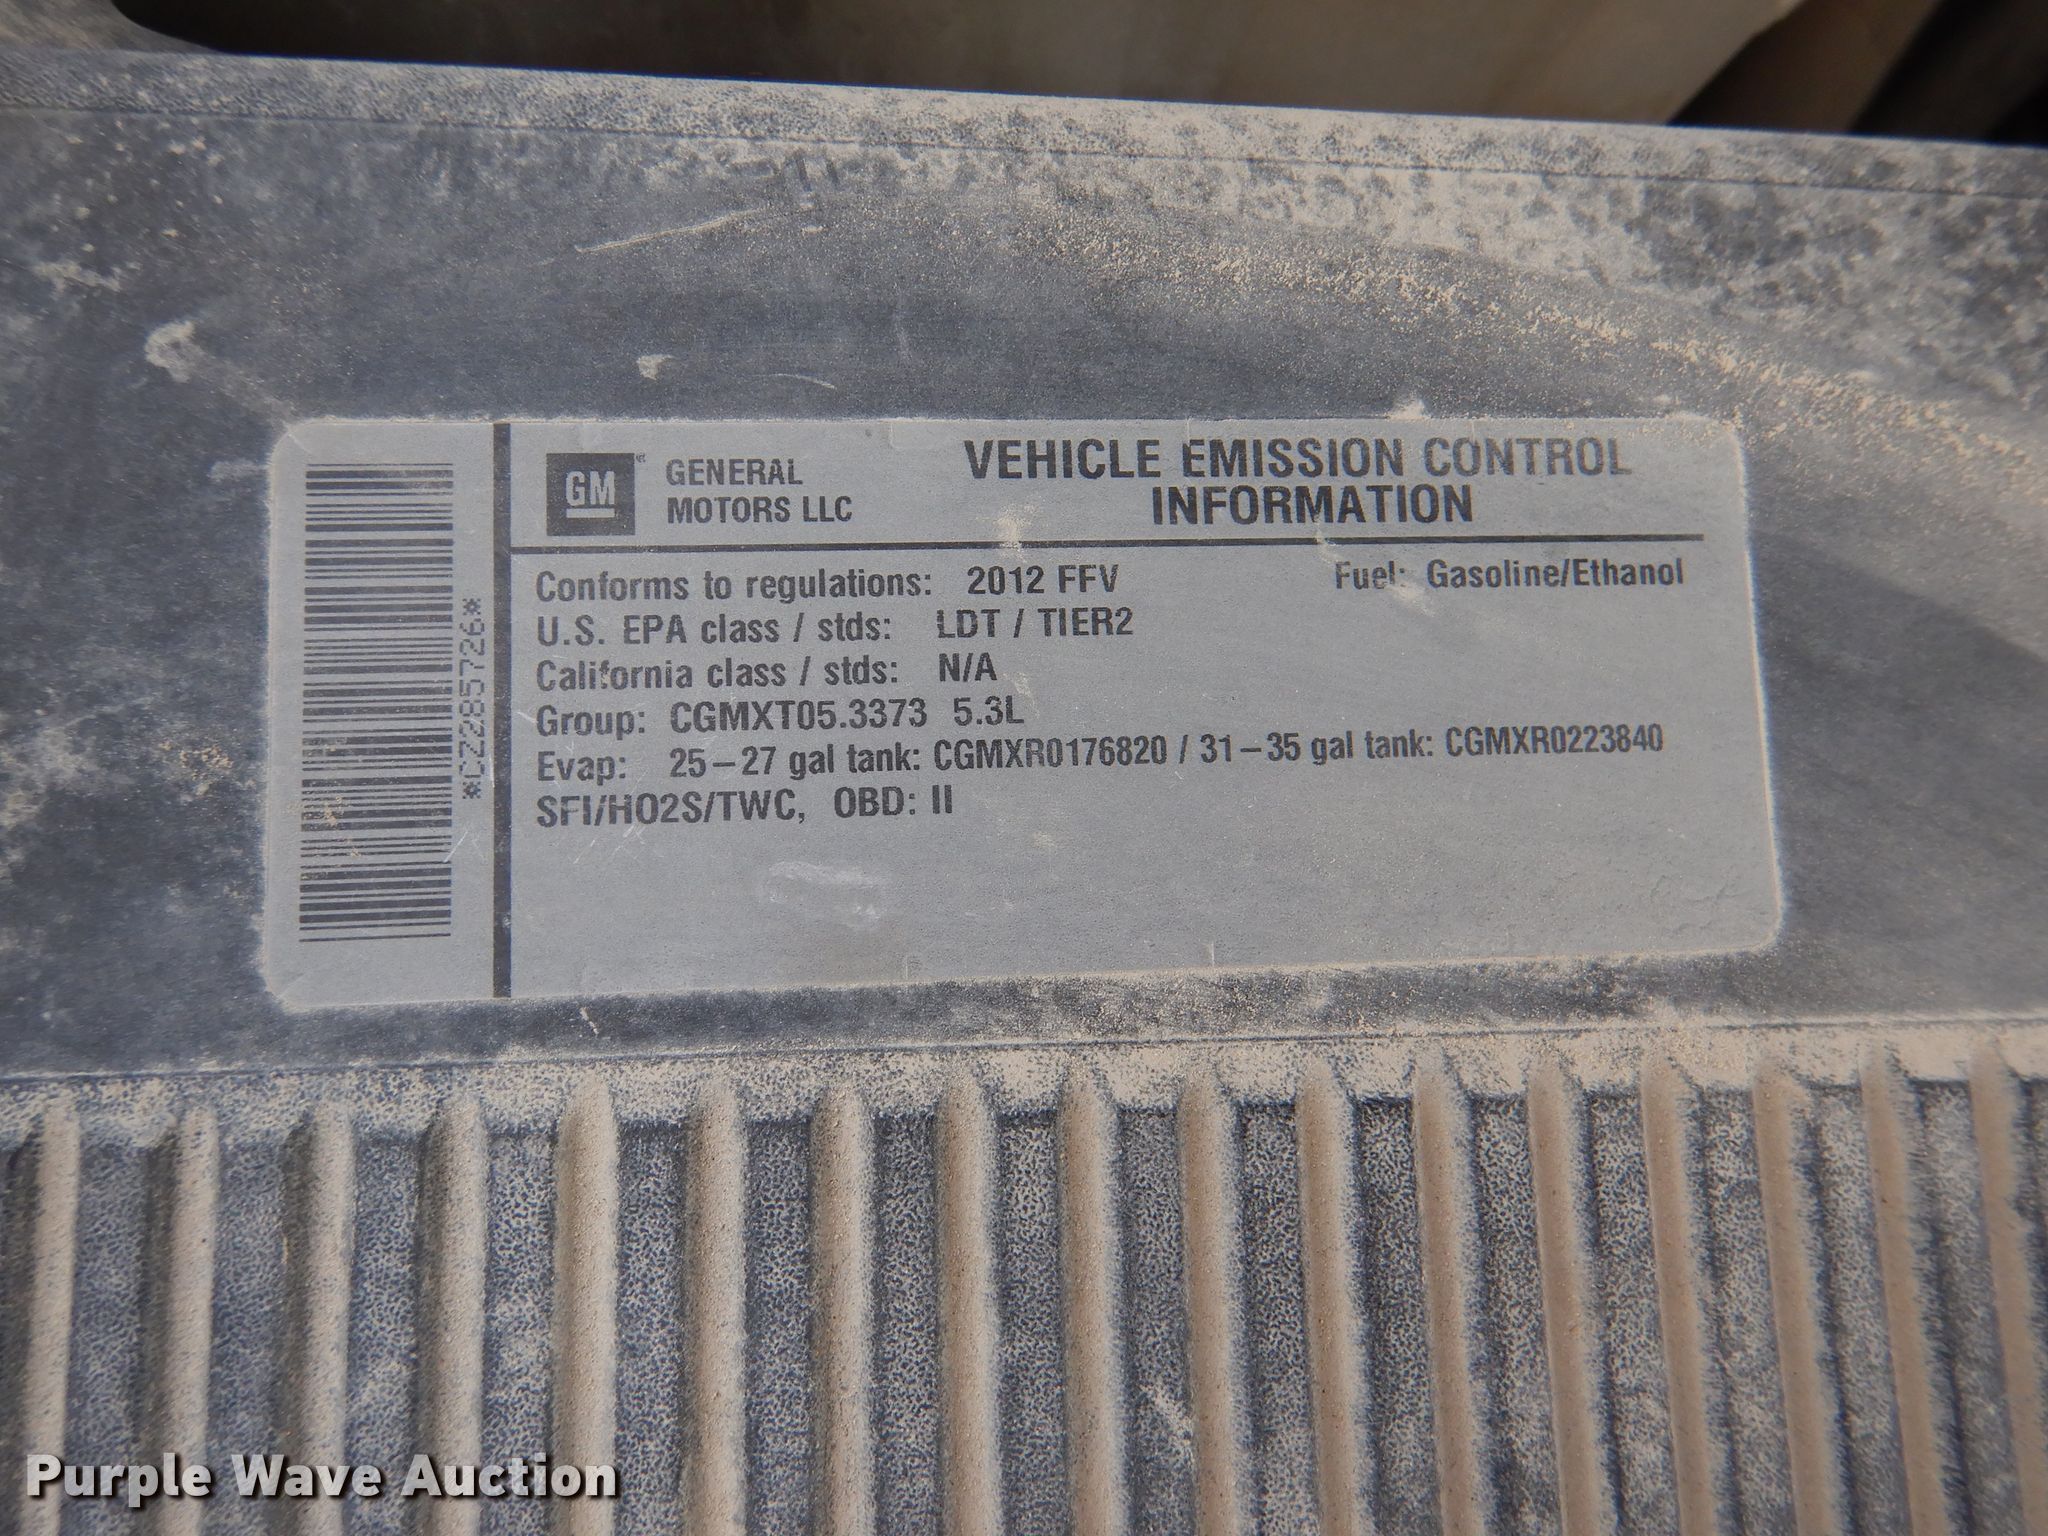 GM
GENERAL
MOTORS LLC
VEHICLE EMISSION CONTROL
INFORMATION
Conforms to regulations: 2012 FFV
Fuel: Gasoline/Ethanol
U.S. EPA class / stds: LDT / TIER2
California class / stds: N/A
Group: CGMXT05.3373 5.3L
Evap: 25-27 gal tank: CGMXR0176820 / 31-35 gal tank: CGMXR0223840
SFI/HO2S/TWC, OBD: II
*CZ285726*
Purple Wave Auction